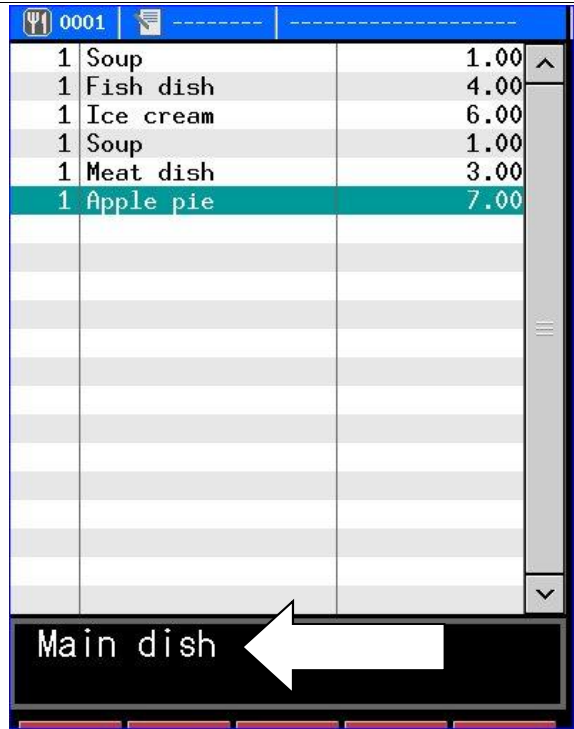 0001 -------- --------------------
1 Soup 1.00
1 Fish dish 4.00
1 Ice cream 6.00
1 Soup 1.00
1 Meat dish 3.00
1 Apple pie 7.00
Main dish